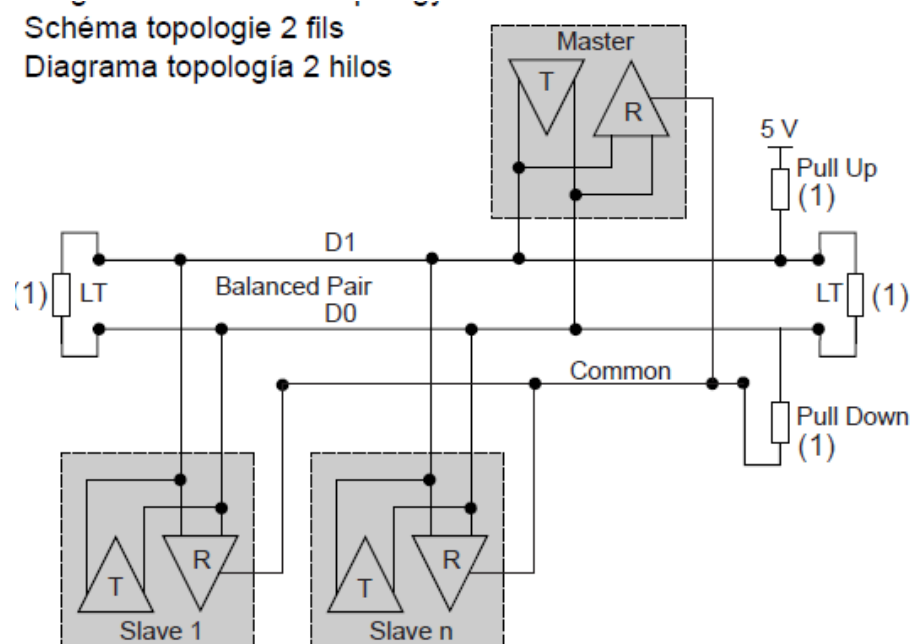 Schéma topologie 2 fils
Diagrama topología 2 hilos
Master
T
R
5 V
Pull Up
(1)
D1
(1)
LT
Balanced Pair
LT
(1)
D0
Common
Pull Down
(1)
R
T
R
T
Slave 1
Slave n